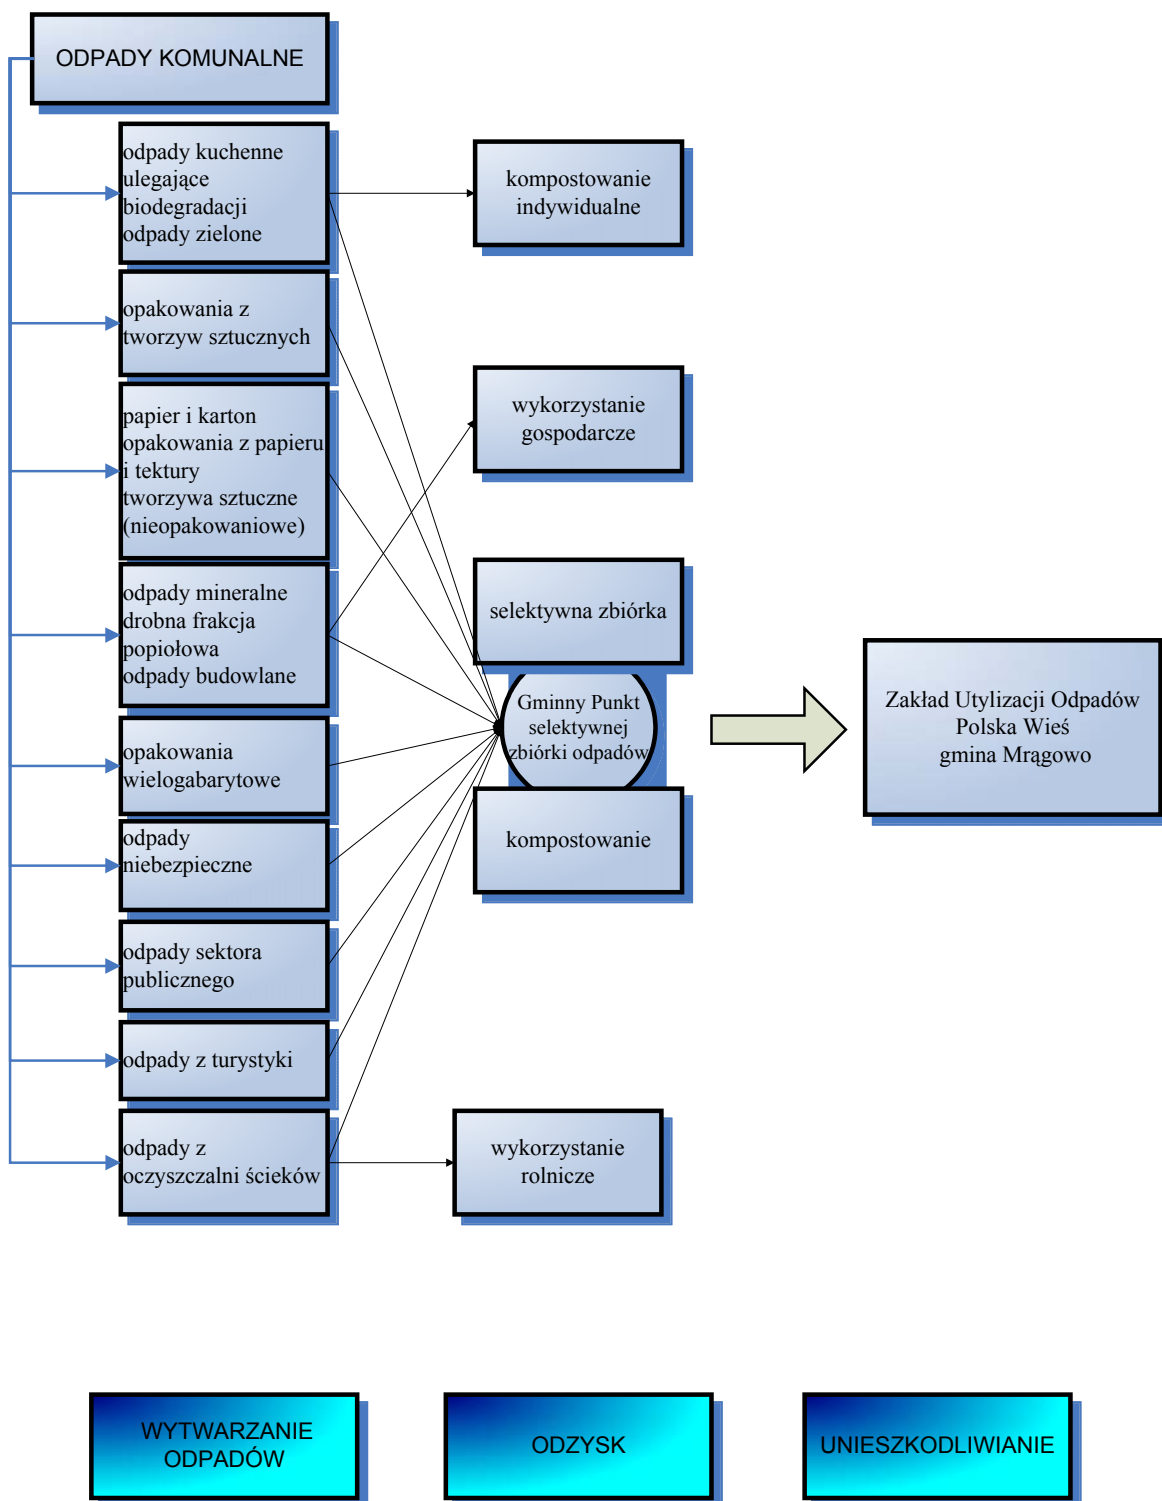 ODPADY KOMUNALNE
odpady kuchenne
ulegające
biodegradacji
odpady zielone
kompostowanie
indywidualne
opakowania z
tworzyw sztucznych
papier i karton
opakowania z papieru
i tektury
tworzywa sztuczne
(nieopakowaniowe)
wykorzystanie
gospodarcze
odpady mineralne
drobna frakcja
popiołowa
odpady budowlane
selektywna zbiórka
Gminny Punkt
selektywnej
zbiórki odpadów
Zakład Utylizacji Odpadów
Polska Wieś
gmina Mrągowo
opakowania
wielogabarytowe
kompostowanie
odpady
niebezpieczne
odpady sektora
publicznego
odpady z turystyki
odpady z
oczyszczalni ścieków
wykorzystanie
rolnicze
WYTWARZANIE
ODPADÓW
ODZYSK
UNIESZKODLIWIANIE